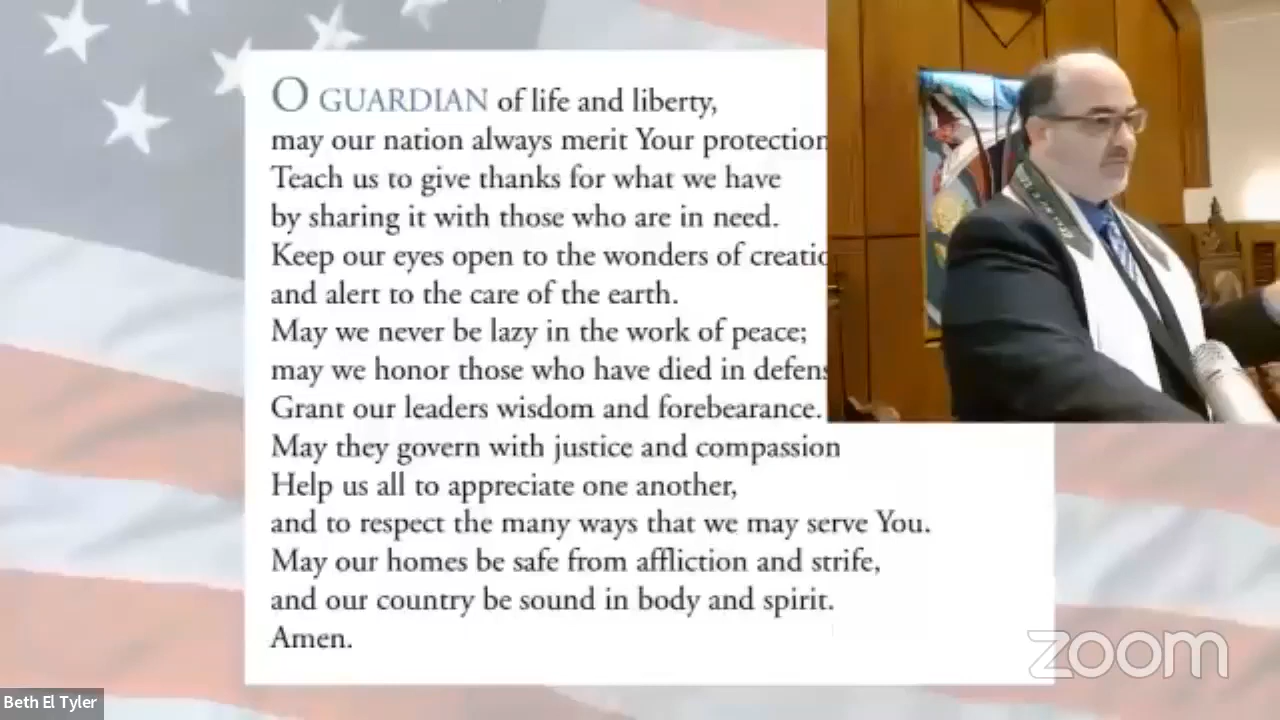 O GUARDIAN of life and liberty,
may our nation always merit Your protection
Teach us to give thanks for what we have
by sharing it with those who are in need.
Keep our eyes open to the wonders of
and alert to the care of the earth.
May we never be lazy in the work of peace;
may we honor those who have died in
Grant our leaders wisdom and forebearance.
May they govern with justice and compassion
Help us all to appreciate one another,
and to respect the many ways that we may serve You.
May our homes be safe from affliction and strife,
and our country be sound in body and spirit.
Amen.
zoom
Beth El Tyler